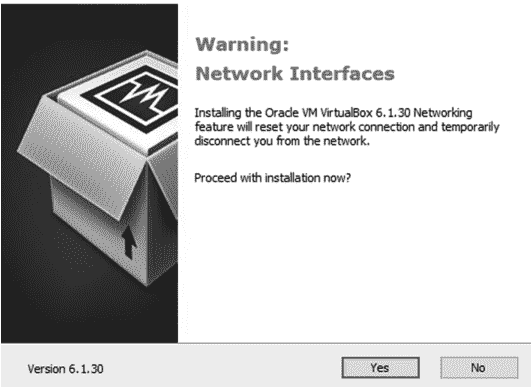 Warning:
Network Interfaces
Installing the Oracle VM VirtualBox 6.1.30 Networking
feature will reset your network connection and temporarily
disconnect you from the network.
Proceed with installation now?
Version 6.1.30
Yes
No